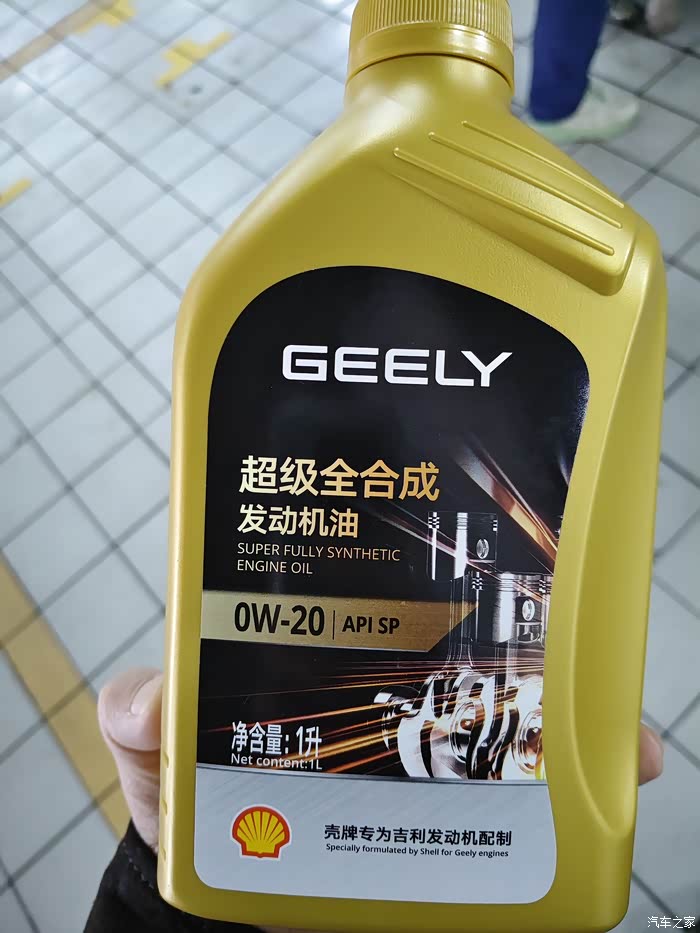 GEELY
超级全合成
发动机油
SUPER FULLY SYNTHETIC
ENGINE OIL
0W-20 | API SP
净含量:1升
Net content:1L
壳牌专为吉利发动机配制
Specially formulated by Shell for Geely engines
汽车之家